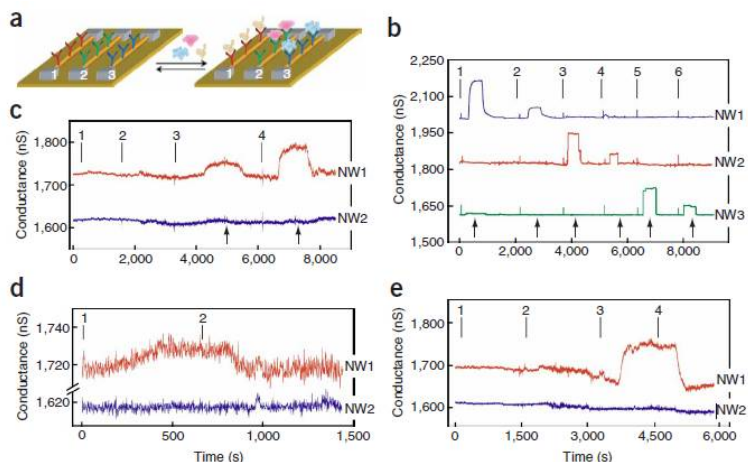 a
1 2 3 1 2 3
b
Conductance (nS)
2,250
2,100
1,950
1,800
1,650
1,500
1 2 3 4 5 6
NW1
NW2
NW3
0 2,000 4,000 6,000 8,000
c
Conductance (nS)
1,800
1,700
1,600
1 2 3 4
NW1
NW2
0 2,000 4,000 6,000 8,000
d
Conductance (nS)
1,740
1,720
1,620
1 2
NW1
NW2
0 500 1,000 1,500
Time (s)
e
Conductance (nS)
1,800
1,700
1,600
1 2 3 4
NW1
NW2
0 1,500 3,000 4,500 6,000
Time (s)